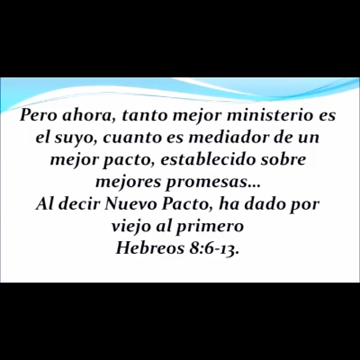 Pero ahora, tanto mejor ministerio es
el suyo, cuanto es mediador de un
mejor pacto, establecido sobre
mejores promesas...
Al decir Nuevo Pacto, ha dado por
viejo al primero
Hebreos 8:6-13.